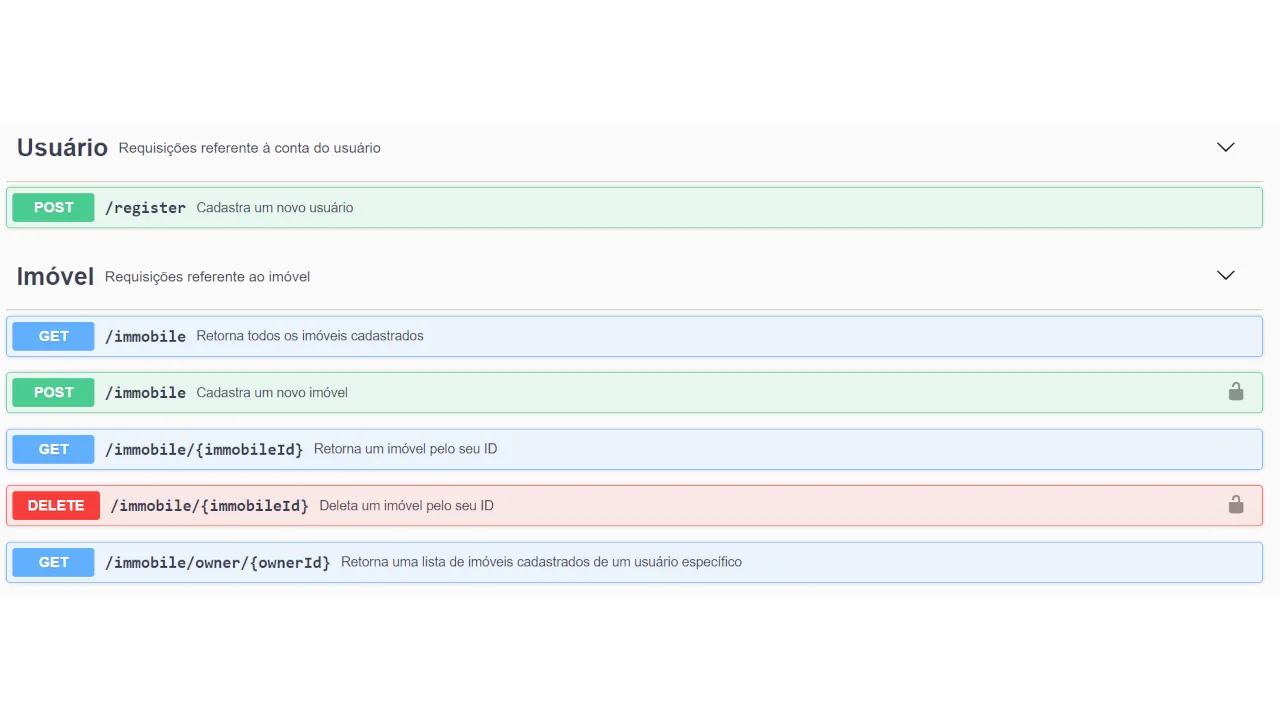 Usuário Requisições referente à conta do usuário
POST /register Cadastra um novo usuário
Imóvel Requisições referente ao imóvel
GET /immobile Retorna todos os imóveis cadastrados
POST /immobile Cadastra um novo imóvel
GET /immobile/{immobileId} Retorna um imóvel pelo seu ID
DELETE /immobile/{immobileId} Deleta um imóvel pelo seu ID
GET /immobile/owner/{ownerId} Retorna uma lista de imóveis cadastrados de um usuário específico